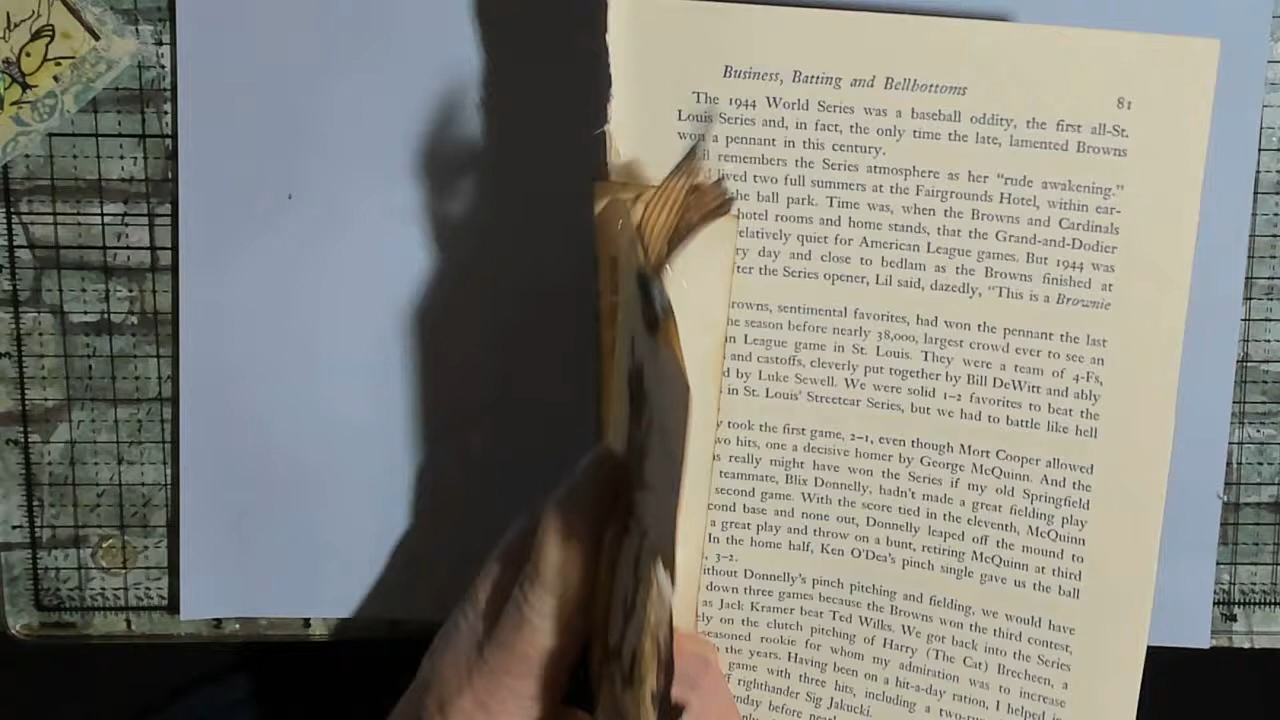 Business, Batting and Bellbottoms
81
The 1944 World Series was a baseball oddity, the first all-St.
Louis Series and, in fact, the only time the late, lamented Browns
won a pennant in this century.
remembers the Series atmosphere as her "rude awakening."
lived two full summers at the Fairgrounds Hotel, within ear-
the ball park. Time was, when the Browns and Cardinals
hotel rooms and home stands, that the Grand-and-Dodier
elatively quiet for American League games. But 1944 was
ry day and close to bedlam as the Browns finished at
ter the Series opener, Lil said, dazedly, "This is a Brownie
rowns, sentimental favorites, had won the pennant the last
he season before nearly 38,000, largest crowd ever to see an
n League game in St. Louis. They were a team of 4-Fs,
and castoffs, cleverly put together by Bill DeWitt and ably
d by Luke Sewell. We were solid 1-2 favorites to beat the
in St. Louis' Streetcar Series, but we had to battle like hell
y took the first game, 2-1, even though Mort Cooper allowed
wo hits, one a decisive homer by George McQuinn. And the
s really might have won the Series if my old Springfield
teammate, Blix Donnelly, hadn't made a great fielding play
second game. With the score tied in the eleventh, McQuinn
cond base and none out, Donnelly leaped off the mound to
a great play and throw on a bunt, retiring McQuinn at third
In the home half, Ken O'Dea's pinch single gave us the ball
, 3-2.
ithout Donnelly's pinch pitching and fielding, we would have
down three games because the Browns won the third contest,
as Jack Kramer beat Ted Wilks. We got back into the Series
ely on the clutch pitching of Harry (The Cat) Brecheen, a
seasoned rookie for whom my admiration was to increase
the years. Having been on a hit-a-day ration, I helped in
game with three hits, including a two-
righthander Sig Jakucki.
nday before